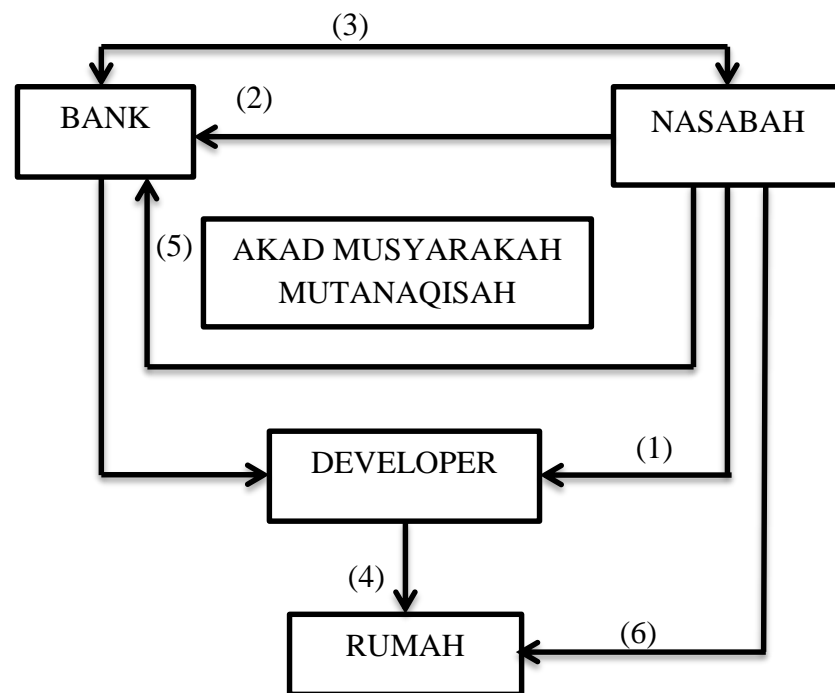 (3)
BANK
(2)
NASABAH
(5)
AKAD MUSYARAKAH
MUTANAQISAH
DEVELOPER
(1)
(4)
RUMAH
(6)